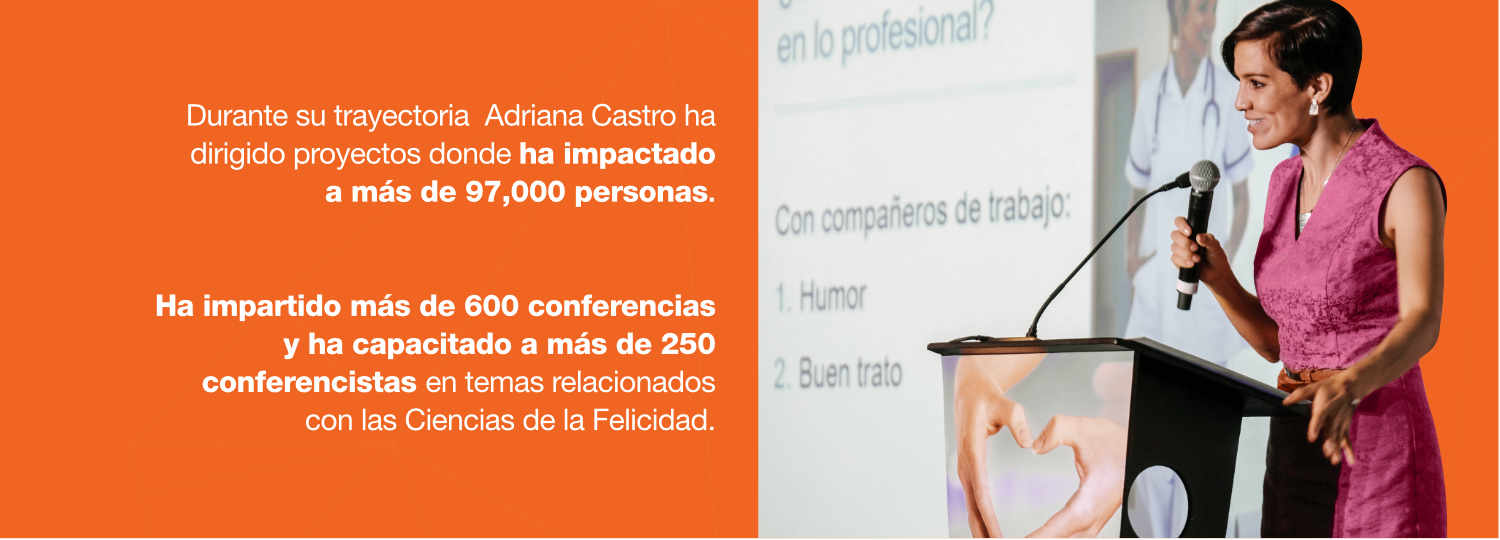 Durante su trayectoria  Adriana Castro ha
dirigido proyectos donde ha impactado
a más de 97,000 personas.
Ha impartido más de 600 conferencias
y ha capacitado a más de 250
conferencistas en temas relacionados
con las Ciencias de la Felicidad.
en lo profesional?
Con compañeros de trabajo:
1. Humor
2. Buen trato